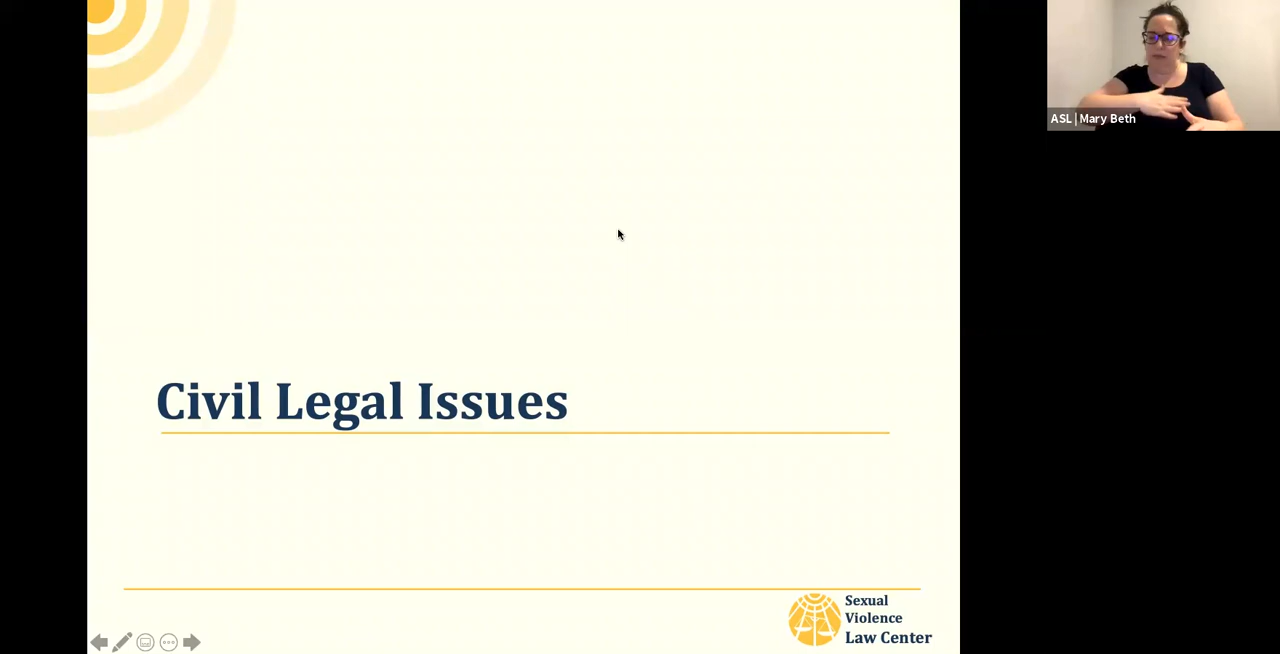 ASL | Mary Beth
Civil Legal Issues
Sexual
Violence
Law Center